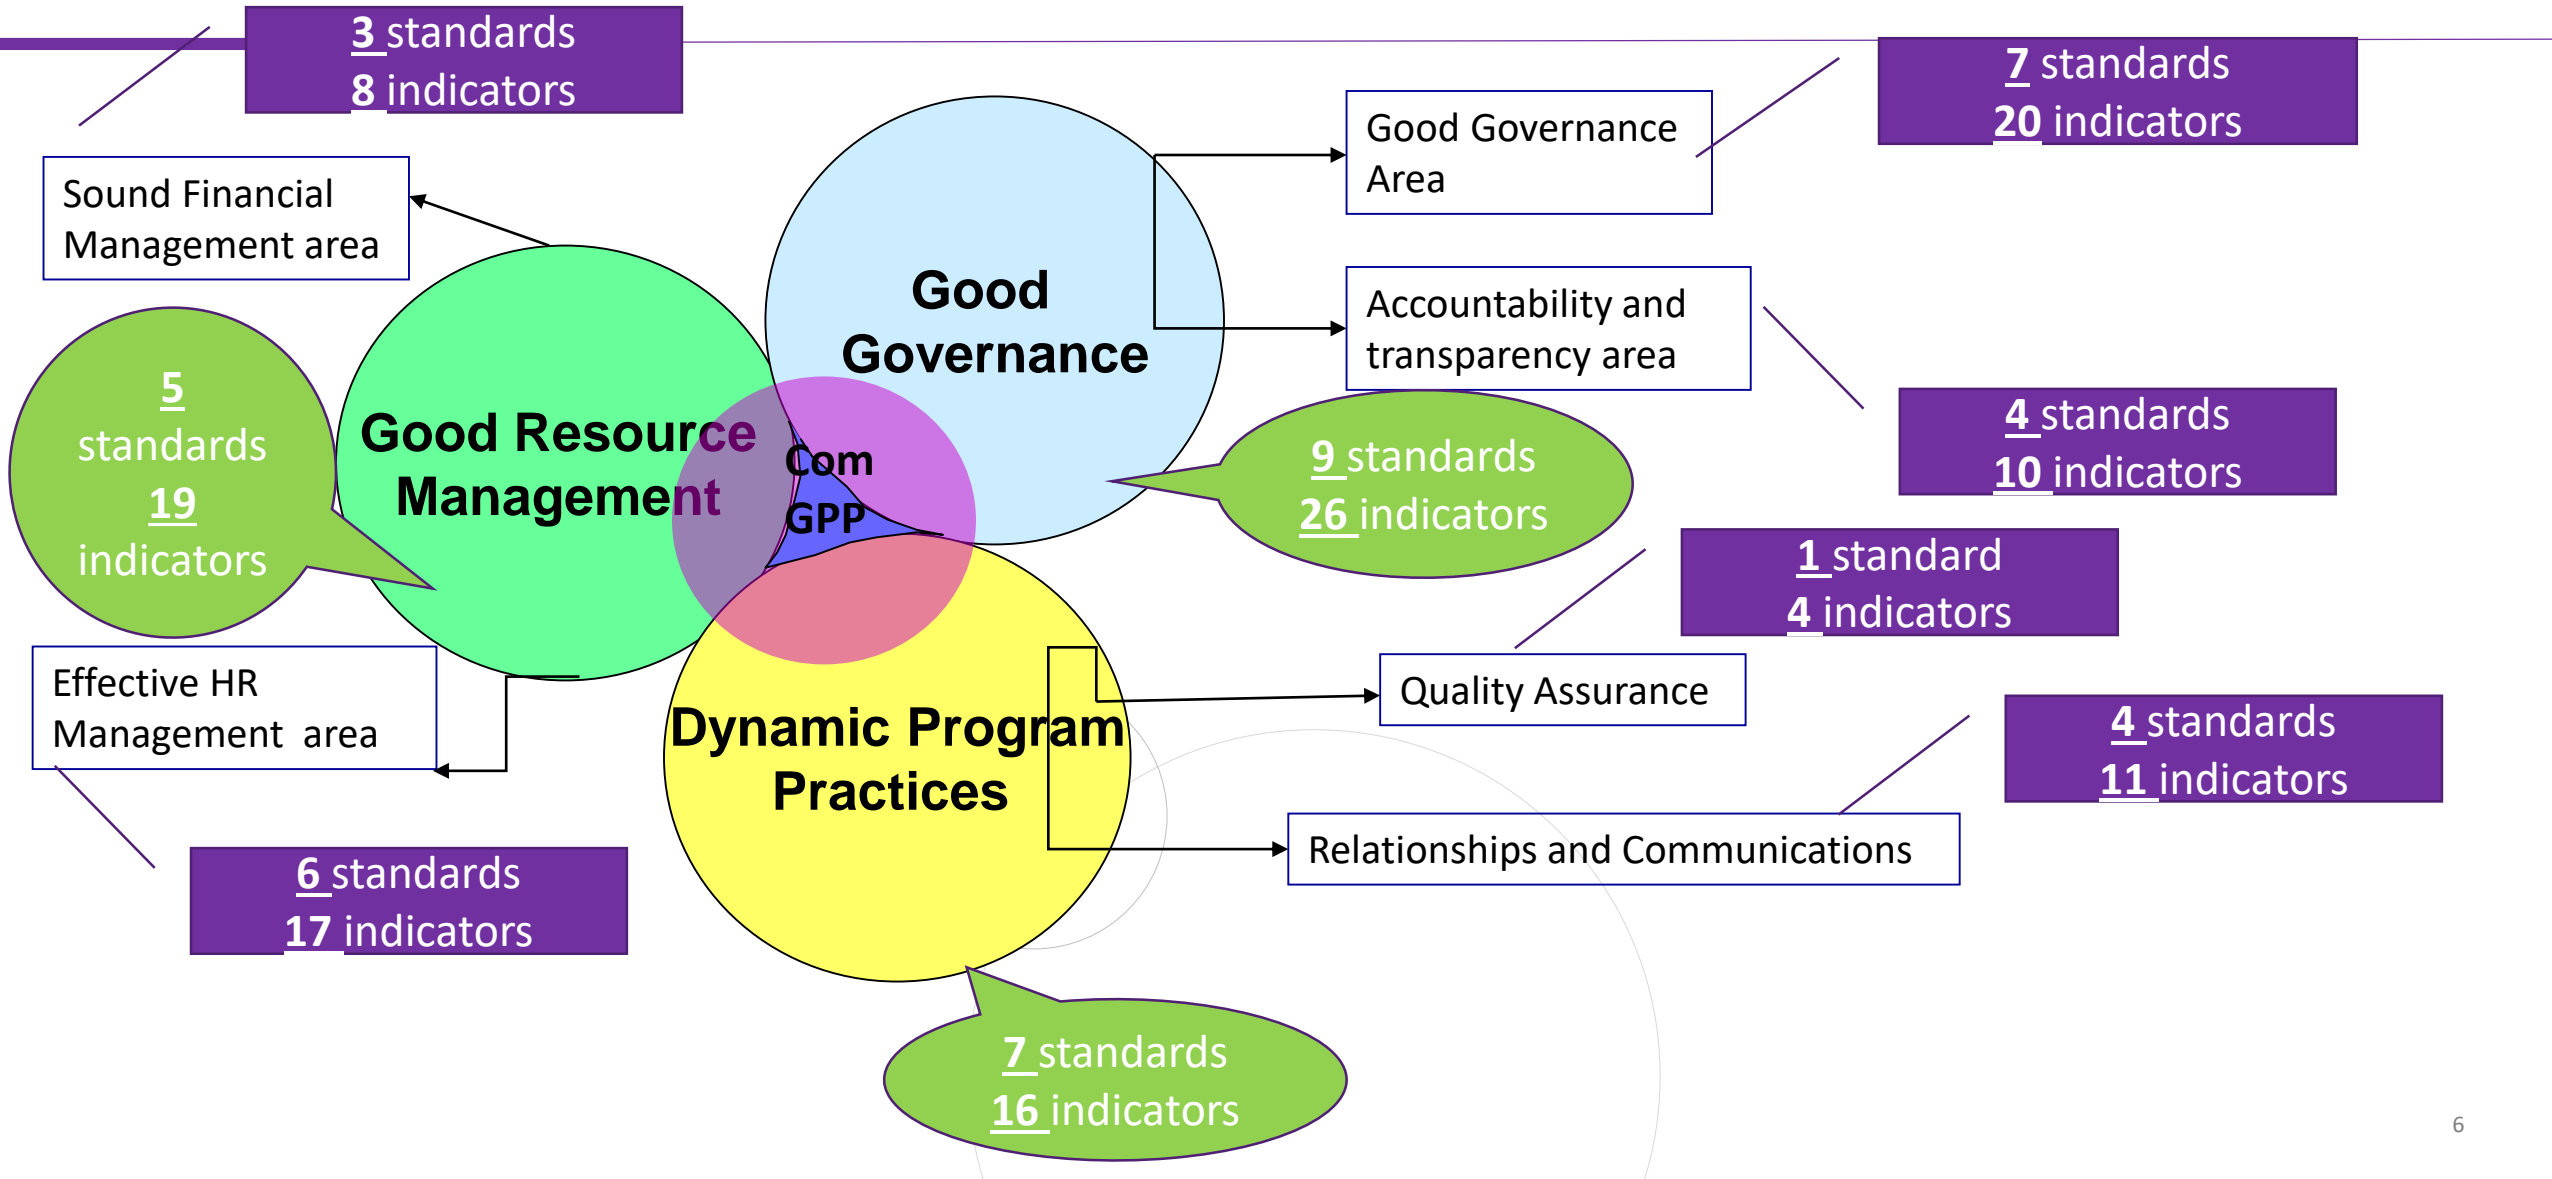 3 standards
8 indicators
7 standards
20 indicators
Good Governance
Area
Sound Financial
Management area
Good
Governance
Accountability and
transparency area
5
standards
19
indicators
Good Resource
Management
Com
GPP
9 standards
26 indicators
4 standards
10 indicators
1 standard
4 indicators
Effective HR
Management area
Quality Assurance
Dynamic Program
Practices
4 standards
11 indicators
Relationships and Communications
6 standards
17 indicators
7 standards
16 indicators
6